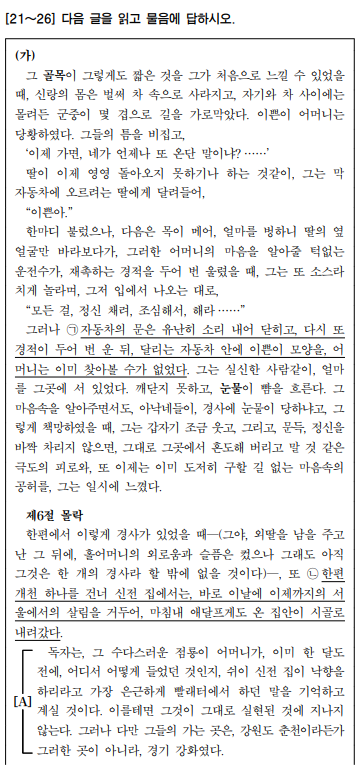 [21～26] 다음 글을 읽고 물음에 답하시오.
(가)
그 골목이 그렇게도 짧은 것을 그가 처음으로 느낄 수 있었을
때, 신랑의 몸은 벌써 차 속으로 사라지고, 자기와 차 사이에는
몰려든 군중이 몇 겹으로 길을 가로막았다. 이쁜이 어머니는
당황하였다. 그들의 틈을 비집고,
‘이제 가면, 네가 언제나 또 온단 말이냐? ……’
딸이 이제 영영 돌아오지 못하기나 하는 것같이, 그는 막
자동차에 오르려는 딸에게 달려들어,
“이쁜아.”
한마디 불렀으나, 다음은 목이 메어, 얼마를 벙하니 딸의 옆
얼굴만 바라보다가, 그러한 어머니의 마음을 알아줄 턱없는
운전수가, 재촉하는 경적을 두어 번 울렸을 때, 그는 또 소스라
치게 놀라며, 그저 입에서 나오는 대로,
“모든 걸, 정신 채려, 조심해서, 해라 ……”
그러나 ㉠자동차의 문은 유난히 소리 내어 닫히고, 다시 또
경적이 두어 번 운 뒤, 달리는 자동차 안에 이쁜이 모양을, 어
머니는 이미 찾아볼 수가 없었다. 그는 실신한 사람같이, 얼마
를 그곳에 서 있었다. 깨닫지 못하고, 눈물이 뺨을 흐른다. 그
마음속을 알아주면서도, 아낙네들이, 경사에 눈물이 당하냐고, 그
렇게 책망하였을 때, 그는 갑자기 조금 웃고, 그리고, 문득, 정신을
바짝 차리지 않으면, 그대로 그곳에서 혼도해 버리고 말 것 같은
극도의 피로와, 또 이제는 이미 도저히 구할 길 없는 마음속의
공허를, 그는 일시에 느꼈다.
제6절 몰락
한편에서 이렇게 경사가 있었을 때―(그야, 외딸을 남을 주고
난 그 뒤에, 홀어머니의 외로움과 슬픔은 컸으나 그래도 아직
그것은 한 개의 경사라 할 밖에 없을 것이다)―, 또 ㉡한편
개천 하나를 건너 신전 집에서는, 바로 이날에 이제까지의 서
울에서의 살림을 거두어, 마침내 애달프게도 온 집안이 시골로
내려갔다.
독자는, 그 수다스러운 점룡이 어머니가, 이미 한 달도
전에, 어디서 어떻게 들었던 것인지, 쉬이 신전 집이 낙향을
하리라고 가장 은근하게 빨래터에서 하던 말을 기억하고
[A] 계실 것이다. 이를테면 그것이 그대로 실현된 것에 지나지
않는다. 그러나 다만 그들의 가는 곳은, 강원도 춘천이라든가
그러한 곳이 아니라, 경기 강화였다.